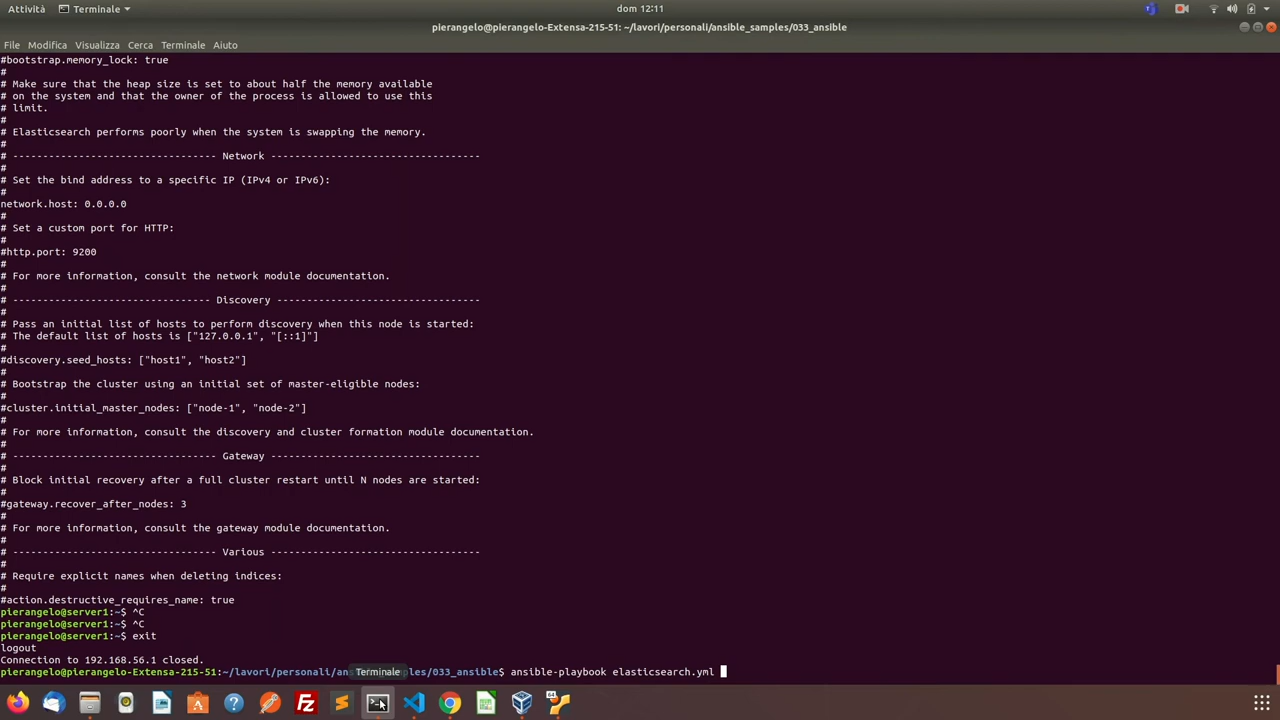 Attività
Terminale
dom 12:11
pierangelo@pierangelo-Extensa-215-51: ~/lavori/personali/ansible_samples/033_ansible
File Modifica Visualizza Cerca Terminale Aiuto
#bootstrap.memory_lock: true
#
# Make sure that the heap size is set to about half the memory available
# on the system and that the owner of the process is allowed to use this
# limit.
#
# Elasticsearch performs poorly when the system is swapping the memory.
#
# ---------------------------------- Network -----------------------------------
#
# Set the bind address to a specific IP (IPv4 or IPv6):
#
network.host: 0.0.0.0
#
# Set a custom port for HTTP:
#
#http.port: 9200
#
# For more information, consult the network module documentation.
#
# --------------------------------- Discovery ----------------------------------
#
# Pass an initial list of hosts to perform discovery when this node is started:
# The default list of hosts is ["127.0.0.1", "[::1]"]
#
#discovery.seed_hosts: ["host1", "host2"]
#
# Bootstrap the cluster using an initial set of master-eligible nodes:
#
#cluster.initial_master_nodes: ["node-1", "node-2"]
#
# For more information, consult the discovery and cluster formation module documentation.
#
# ---------------------------------- Gateway -----------------------------------
#
# Block initial recovery after a full cluster restart until N nodes are started:
#
#gateway.recover_after_nodes: 3
#
# For more information, consult the gateway module documentation.
#
# ---------------------------------- Various -----------------------------------
#
# Require explicit names when deleting indices:
#
#action.destructive_requires_name: true
pierangelo@server1:~$ ^C
pierangelo@server1:~$ ^C
pierangelo@server1:~$ exit
logout
Connection to 192.168.56.1 closed.
pierangelo@pierangelo-Extensa-215-51:~/lavori/personali/an Terminale les/033_ansible$ ansible-playbook elasticsearch.yml